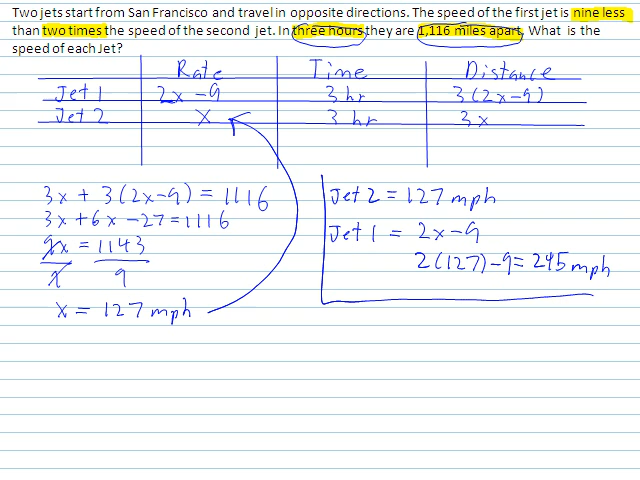 Two jets start from San Francisco and travel in opposite directions. The speed of the first jet is nine less
than two times the speed of the second jet. In three hours they are 1,116 miles apart. What is the
speed of each Jet?
Rate Time Distance
Jet 1 2x - 9 3 hr 3(2x-9)
Jet 2 x 3 hr 3x
3x + 3(2x-9) = 1116
3x + 6x - 27 = 1116
9x = 1143
9 9
x = 127 mph
Jet 2 = 127 mph
Jet 1 = 2x-9
2(127)-9 = 245 mph